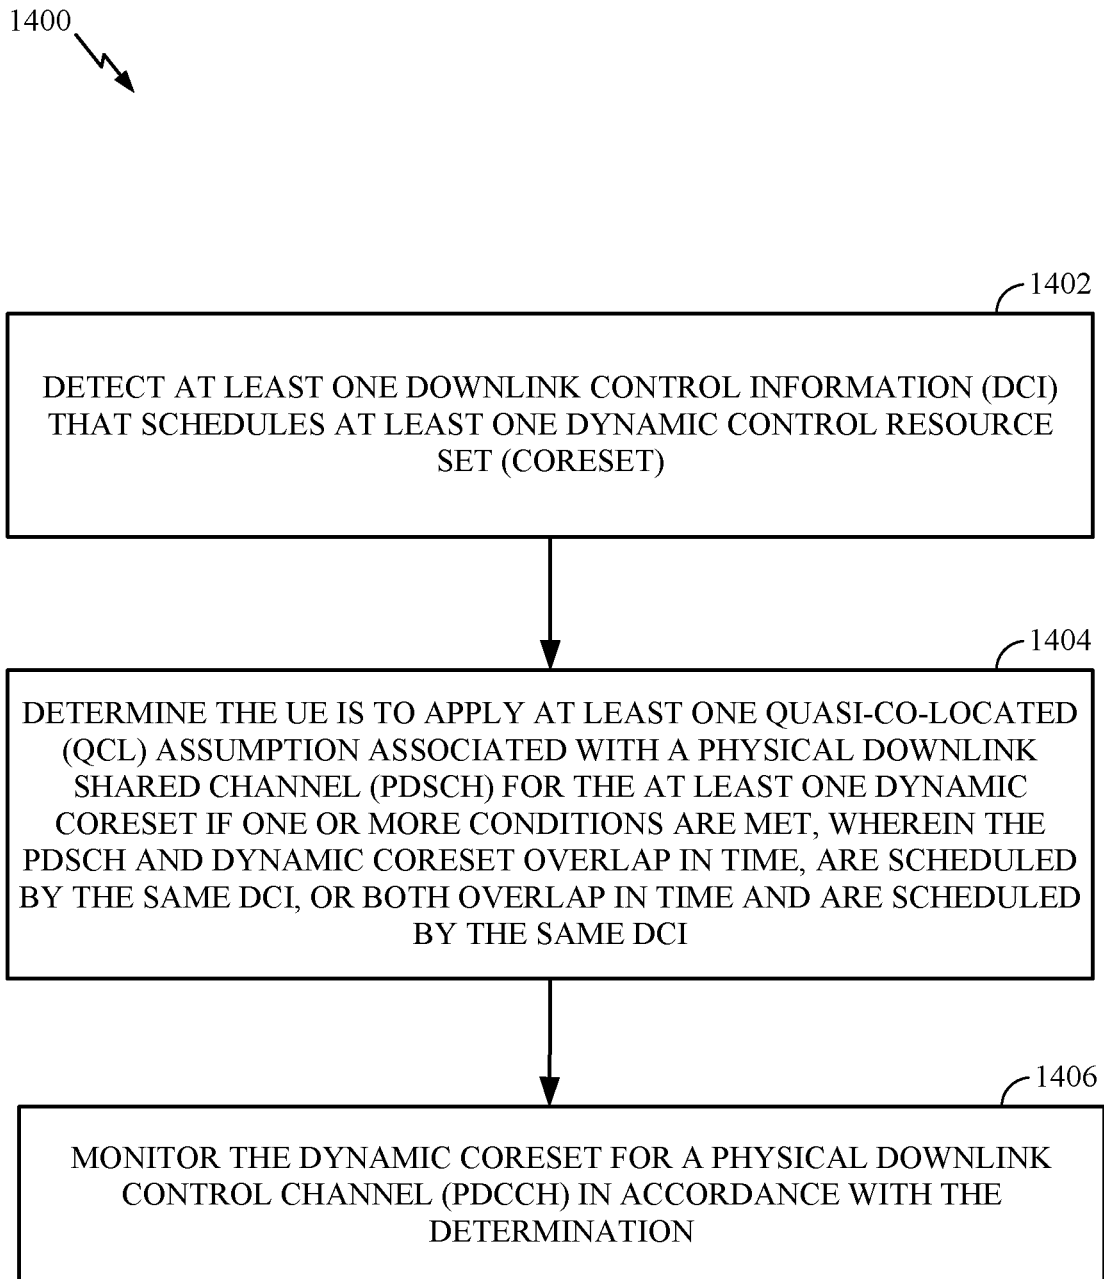 1400
1402
DETECT AT LEAST ONE DOWNLINK CONTROL INFORMATION (DCI)
THAT SCHEDULES AT LEAST ONE DYNAMIC CONTROL RESOURCE
SET (CORESET)
1404
DETERMINE THE UE IS TO APPLY AT LEAST ONE QUASI-CO-LOCATED
(QCL) ASSUMPTION ASSOCIATED WITH A PHYSICAL DOWNLINK
SHARED CHANNEL (PDSCH) FOR THE AT LEAST ONE DYNAMIC
CORESET IF ONE OR MORE CONDITIONS ARE MET, WHEREIN THE
PDSCH AND DYNAMIC CORESET OVERLAP IN TIME, ARE SCHEDULED
BY THE SAME DCI, OR BOTH OVERLAP IN TIME AND ARE SCHEDULED
BY THE SAME DCI
1406
MONITOR THE DYNAMIC CORESET FOR A PHYSICAL DOWNLINK
CONTROL CHANNEL (PDCCH) IN ACCORDANCE WITH THE
DETERMINATION